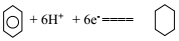 + 6H⁺ + 6e⁻ ====